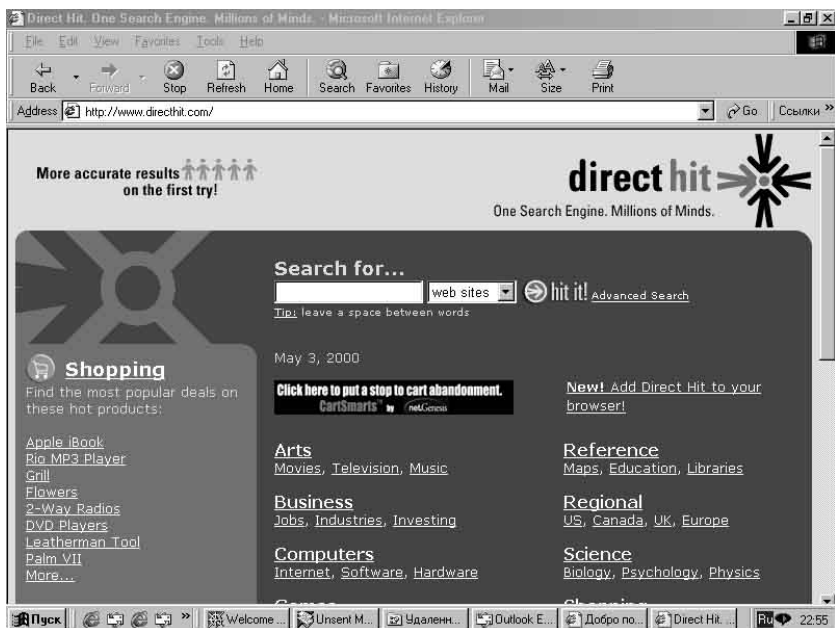 Direct Hit. One Search Engine. Millions of Minds. - Microsoft Internet Explorer
File Edit View Favorites Tools Help
Back Forward Stop Refresh Home Search Favorites History Mail Size Print
Address http://www.directhit.com/ Go Ссылки »
More accurate results
on the first try!
direct hit
One Search Engine. Millions of Minds.
Search for...
web sites hit it! Advanced Search
Tip: leave a space between words
Shopping
Find the most popular deals on
these hot products:
Apple iBook
Rio MP3 Player
Grill
Flowers
2-Way Radios
DVD Players
Leatherman Tool
Palm VII
More...
May 3, 2000
Click here to put a stop to cart abandonment.
CartSmarts™ by netGenesis
New! Add Direct Hit to your
browser!
Arts
Movies, Television, Music
Business
Jobs, Industries, Investing
Computers
Internet, Software, Hardware
Games
Reference
Maps, Education, Libraries
Regional
US, Canada, UK, Europe
Science
Biology, Psychology, Physics
Shopping
Пуск » Welcome ... Unsent M... Удаленн... Outlook E... Добро по... Direct Hit. ... Ru 22:55